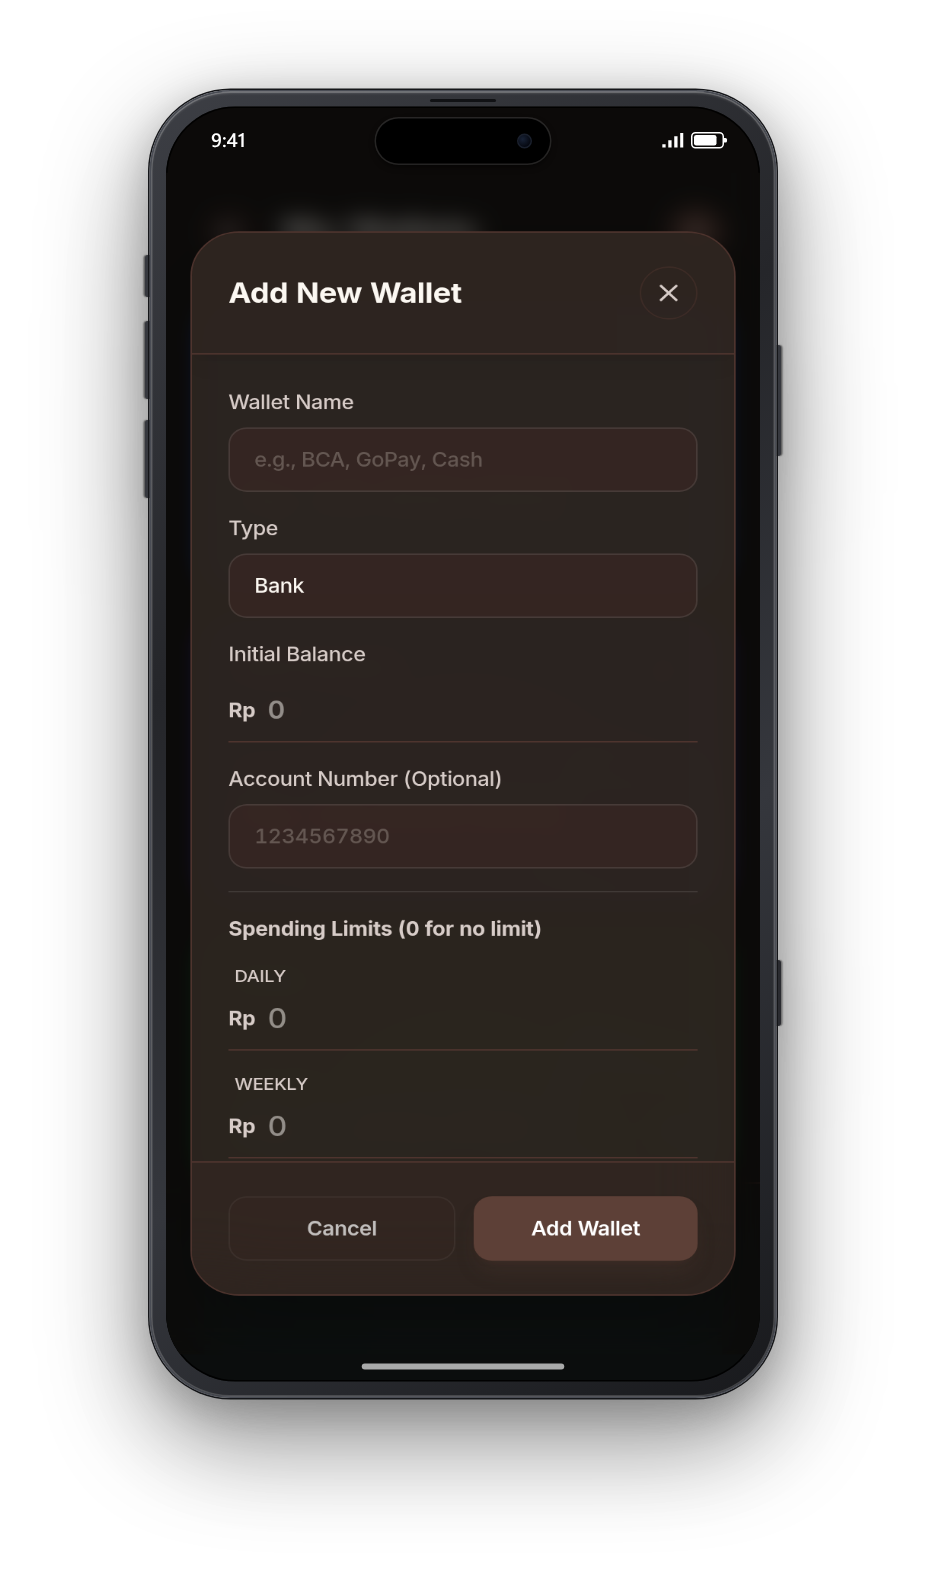 9:41
Add New Wallet
Wallet Name
e.g., BCA, GoPay, Cash
Type
Bank
Initial Balance
Rp 0
Account Number (Optional)
1234567890
Spending Limits (0 for no limit)
DAILY
Rp 0
WEEKLY
Rp 0
Cancel
Add Wallet